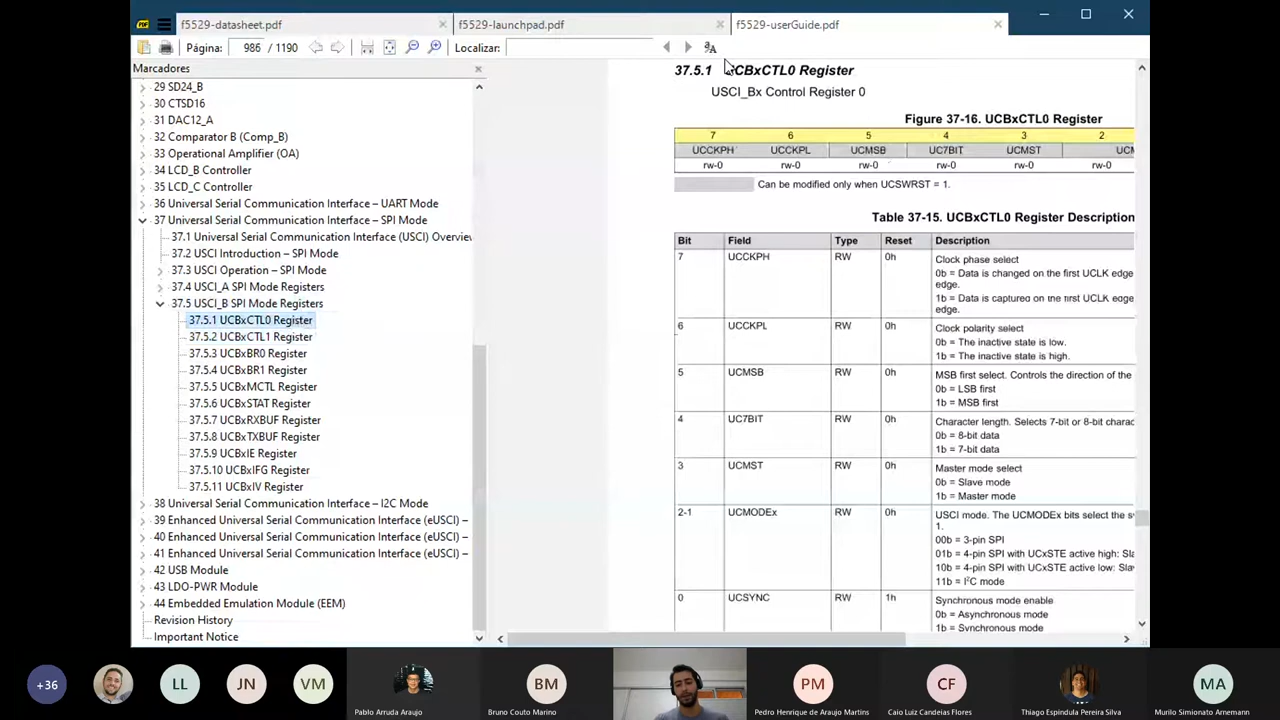 f5529-datasheet.pdf
f5529-launchpad.pdf
f5529-userGuide.pdf
Página: 986 / 1190
Localizar:
Marcadores
29 SD24_B
30 CTSD16
31 DAC12_A
32 Comparator B (Comp_B)
33 Operational Amplifier (OA)
34 LCD_B Controller
35 LCD_C Controller
36 Universal Serial Communication Interface – UART Mode
37 Universal Serial Communication Interface – SPI Mode
37.1 Universal Serial Communication Interface (USCI) Overview
37.2 USCI Introduction – SPI Mode
37.3 USCI Operation – SPI Mode
37.4 USCI_A SPI Mode Registers
37.5 USCI_B SPI Mode Registers
37.5.1 UCBxCTL0 Register
37.5.2 UCBxCTL1 Register
37.5.3 UCBxBR0 Register
37.5.4 UCBxBR1 Register
37.5.5 UCBxMCTL Register
37.5.6 UCBxSTAT Register
37.5.7 UCBxRXBUF Register
37.5.8 UCBxTXBUF Register
37.5.9 UCBxIE Register
37.5.10 UCBxIFG Register
37.5.11 UCBxIV Register
38 Universal Serial Communication Interface – I2C Mode
39 Enhanced Universal Serial Communication Interface (eUSCI) –
40 Enhanced Universal Serial Communication Interface (eUSCI) –
41 Enhanced Universal Serial Communication Interface (eUSCI) –
42 USB Module
43 LDO-PWR Module
44 Embedded Emulation Module (EEM)
Revision History
Important Notice
37.5.1 UCBxCTL0 Register
USCI_Bx Control Register 0
Figure 37-16. UCBxCTL0 Register
7 6 5 4 3 2
UCCKPH UCCKPL UCMSB UC7BIT UCMST UCM
rw-0 rw-0 rw-0 rw-0 rw-0 rw-0
Can be modified only when UCSWRST = 1.
Table 37-15. UCBxCTL0 Register Description
Bit Field Type Reset Description
7 UCCKPH RW 0h Clock phase select
0b = Data is changed on the first UCLK edge
edge.
1b = Data is captured on the first UCLK edge
edge.
6 UCCKPL RW 0h Clock polarity select
0b = The inactive state is low.
1b = The inactive state is high.
5 UCMSB RW 0h MSB first select. Controls the direction of the
0b = LSB first
1b = MSB first
4 UC7BIT RW 0h Character length. Selects 7-bit or 8-bit charac
0b = 8-bit data
1b = 7-bit data
3 UCMST RW 0h Master mode select
0b = Slave mode
1b = Master mode
2-1 UCMODEx RW 0h USCI mode. The UCMODEx bits select the sy
1.
00b = 3-pin SPI
01b = 4-pin SPI with UCxSTE active high: Sla
10b = 4-pin SPI with UCxSTE active low: Slav
11b = I2C mode
0 UCSYNC RW 1h Synchronous mode enable
0b = Asynchronous mode
1b = Synchronous mode
+36 LL JN VM BM PM CF MA
Pablo Arruda Araujo
Bruno Couto Marino
Pedro Henrique de Araujo Martins
Caio Luiz Candeias Flores
Thiago Espindula Pereira Silva
Murilo Simionato Arnemann